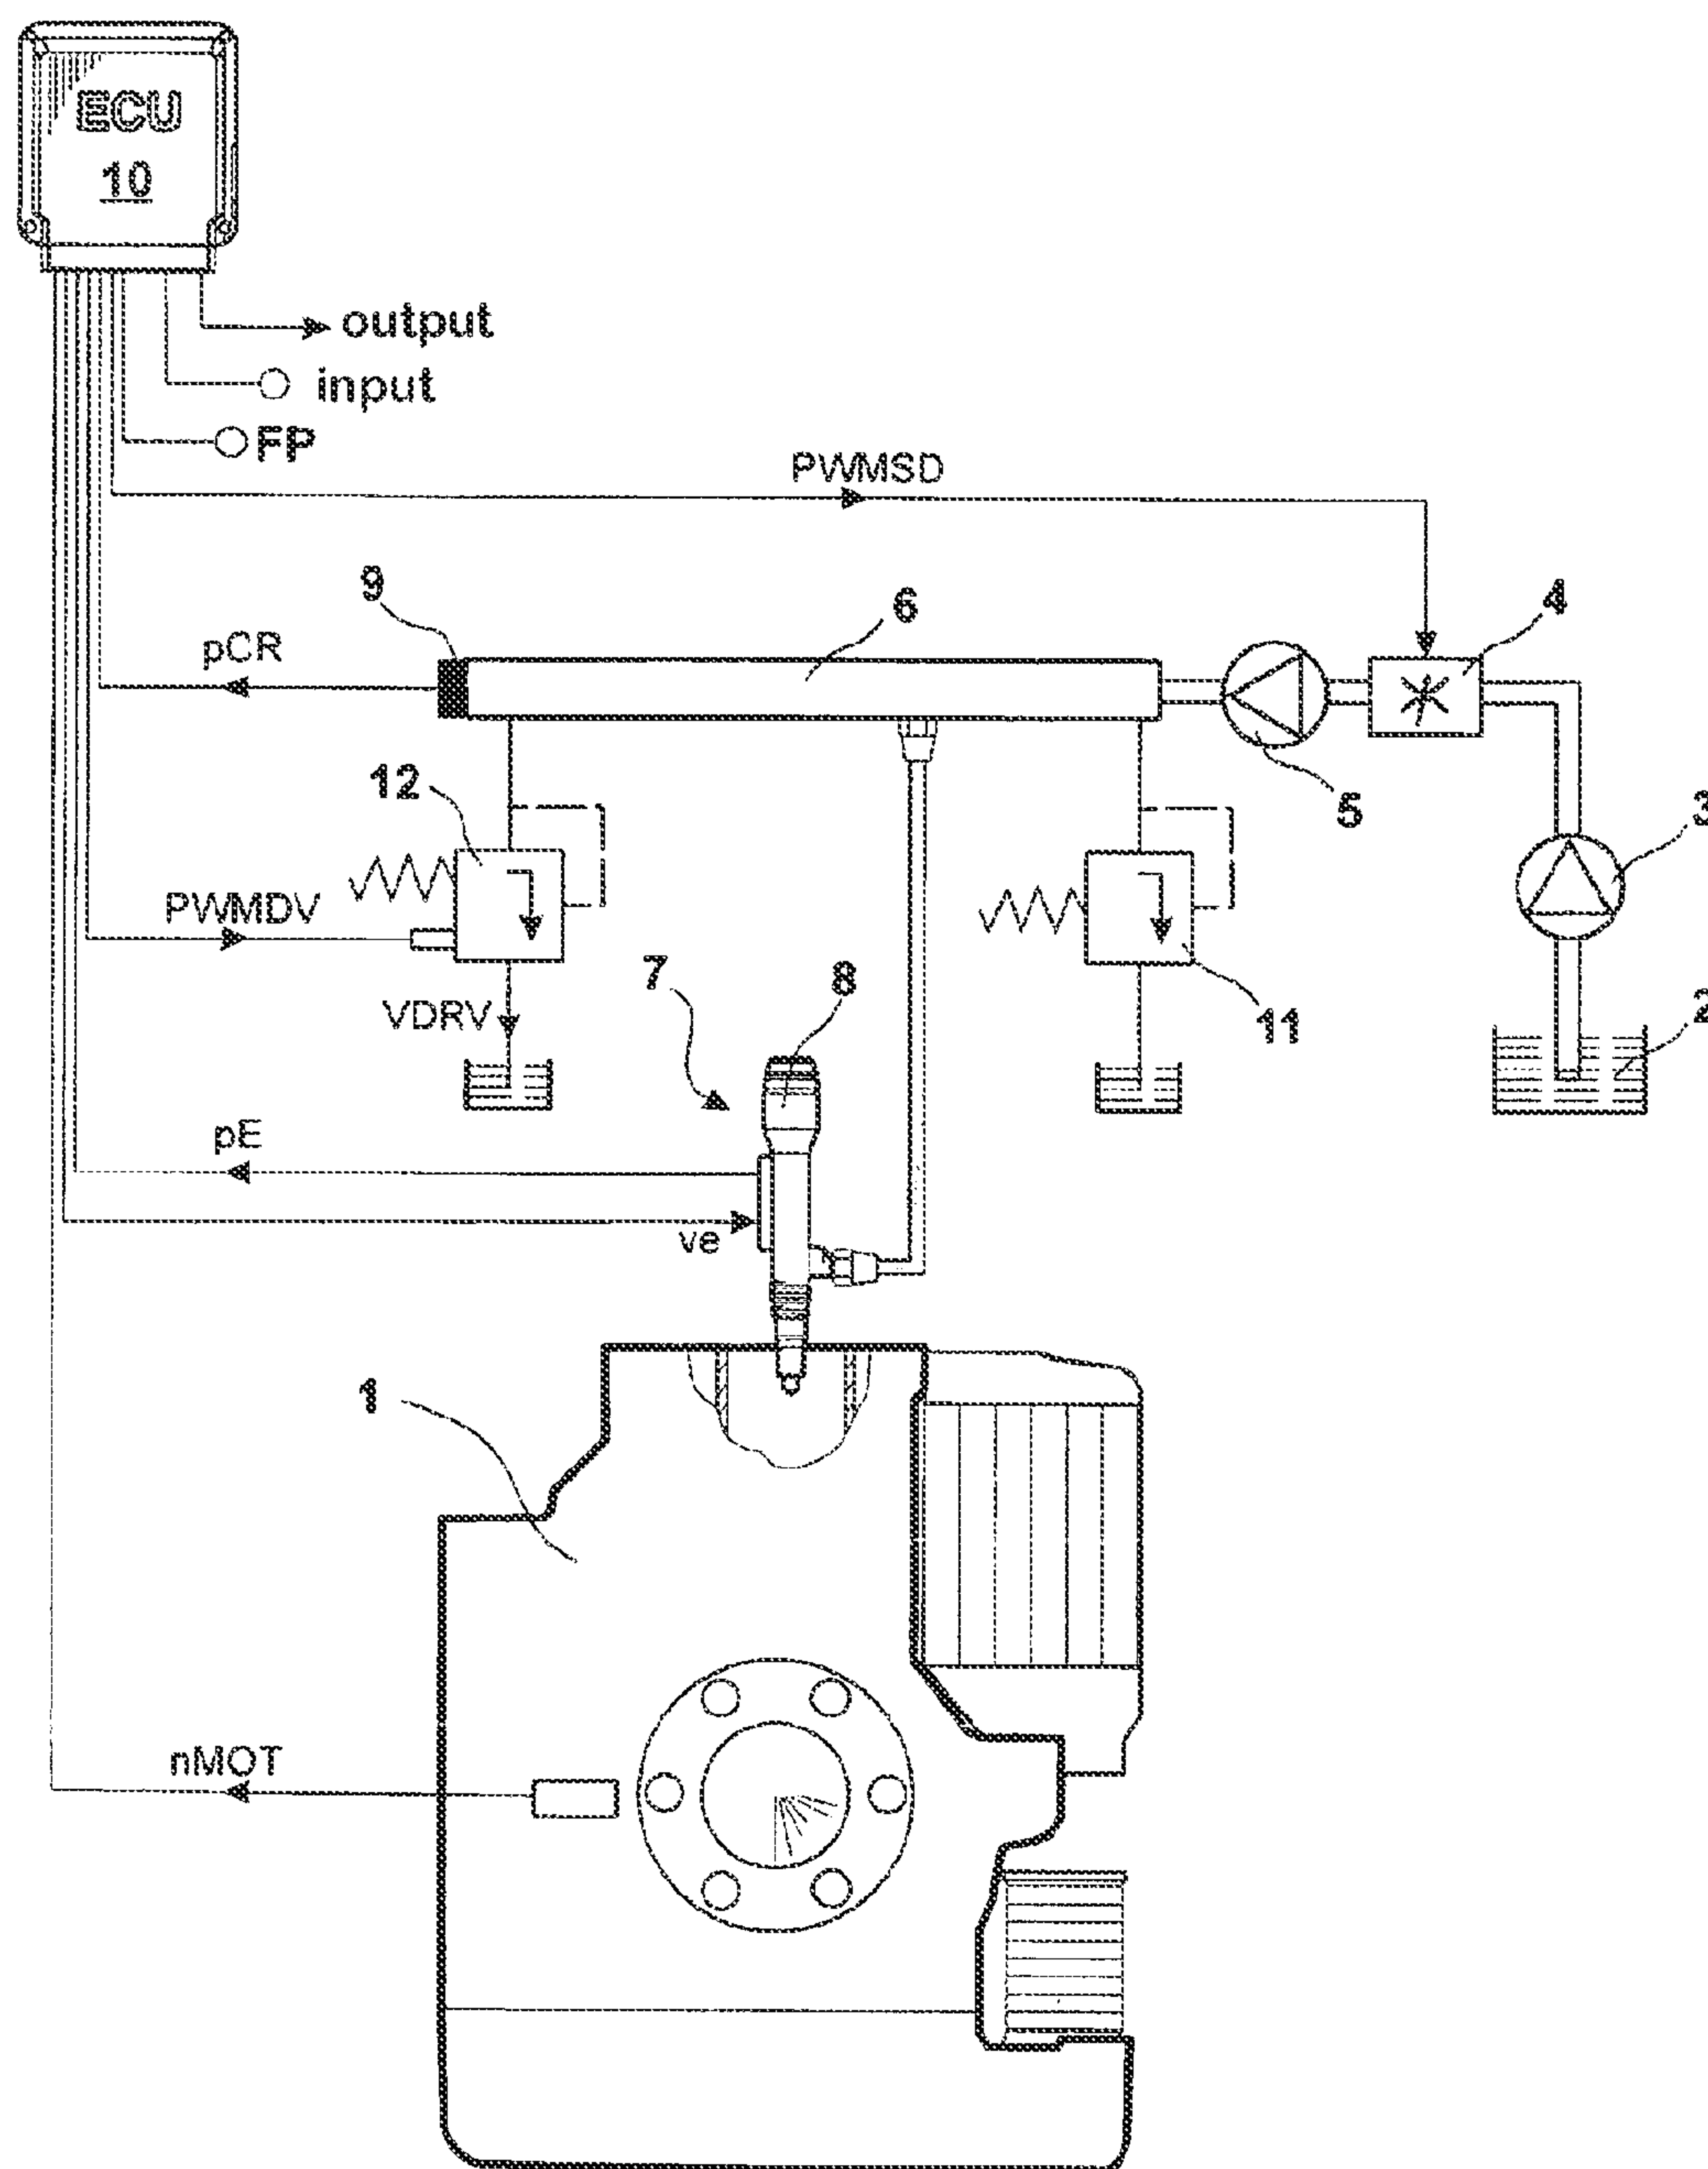 ECU
10
output
input
FP
PWMSD
9
6
4
pCR
12
5
3
PWMDV
7
8
2
VDRV
11
pE
ve
1
nMOT